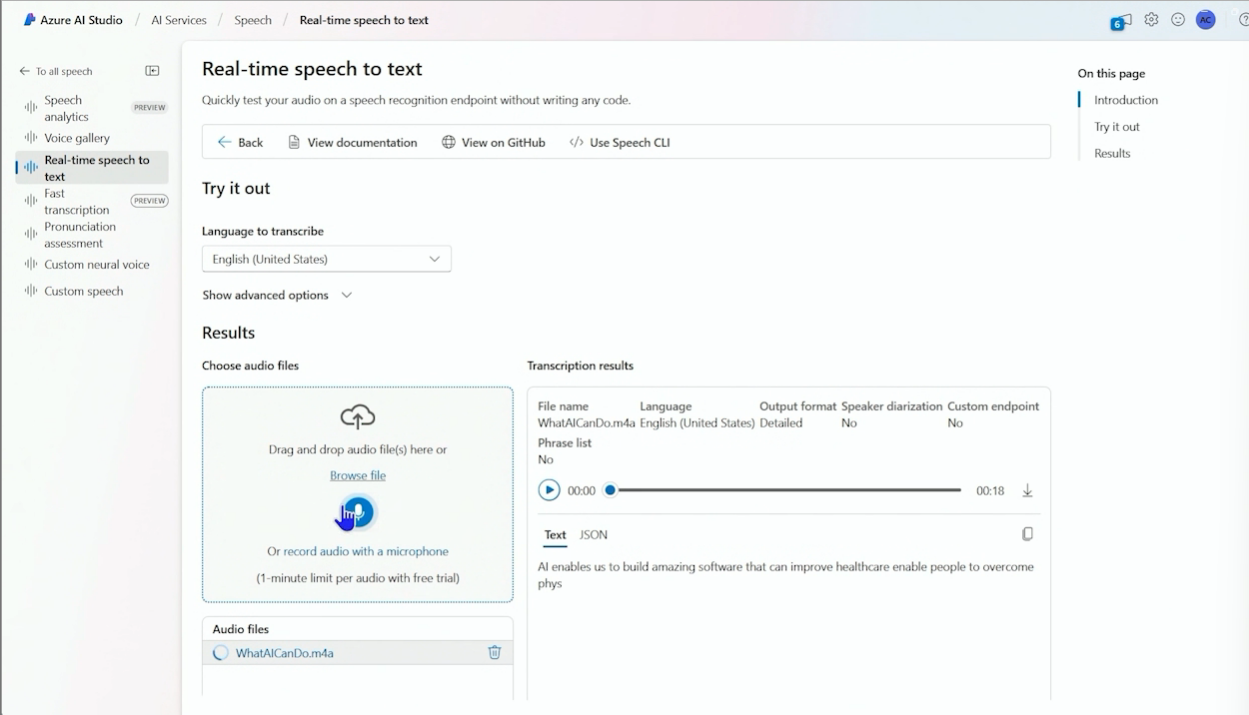 Azure AI Studio / AI Services / Speech / Real-time speech to text
6
AC
To all speech
Speech analytics PREVIEW
Voice gallery
Real-time speech to text
Fast transcription PREVIEW
Pronunciation assessment
Custom neural voice
Custom speech
Real-time speech to text
Quickly test your audio on a speech recognition endpoint without writing any code.
Back View documentation View on GitHub Use Speech CLI
Try it out
Language to transcribe
English (United States)
Show advanced options
Results
Choose audio files
Drag and drop audio file(s) here or
Browse file
Or record audio with a microphone
(1-minute limit per audio with free trial)
Audio files
WhatAICanDo.m4a
Transcription results
File name Language Output format Speaker diarization Custom endpoint
WhatAICanDo.m4a English (United States) Detailed No No
Phrase list
No
00:00 00:18
Text JSON
AI enables us to build amazing software that can improve healthcare enable people to overcome
phys
On this page
Introduction
Try it out
Results